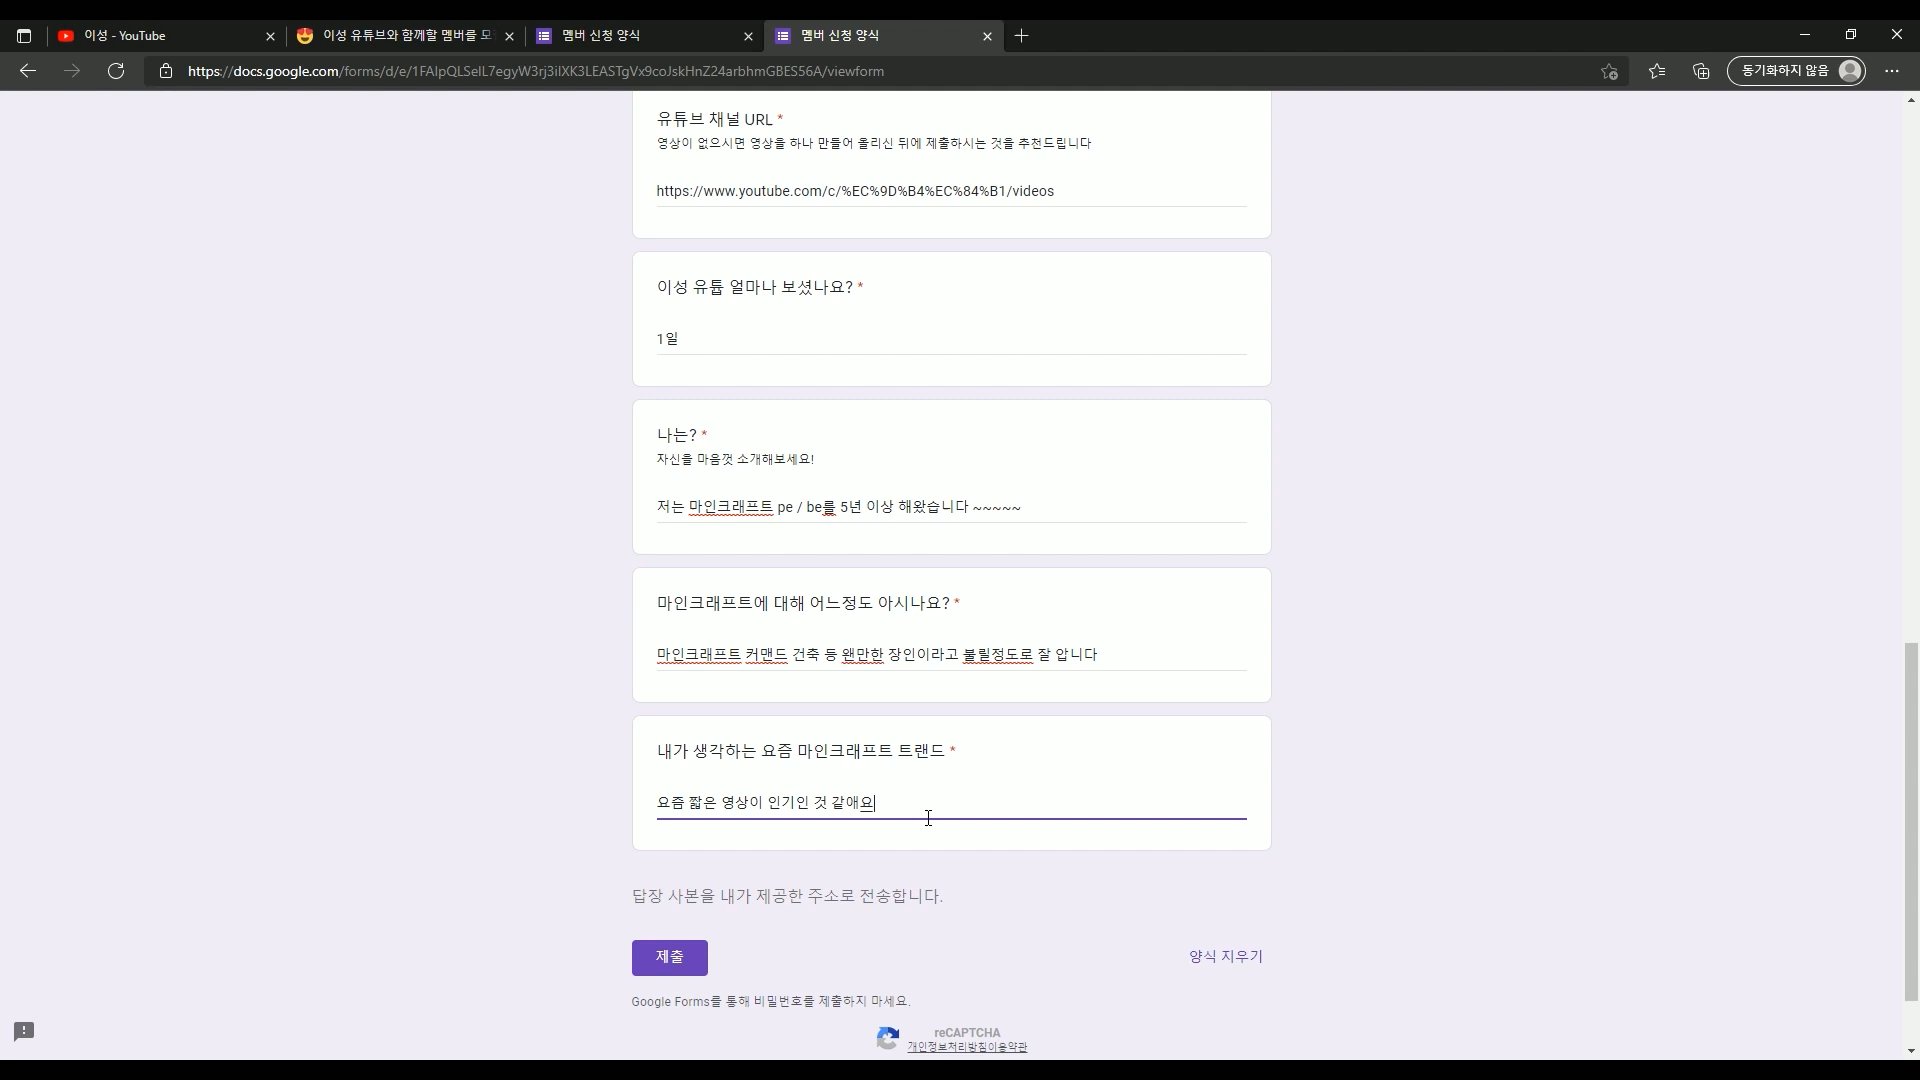 이성 - YouTube
이성 유튜브와 함께할 멤버를 모
멤버 신청 양식
멤버 신청 양식
https://docs.google.com/forms/d/e/1FAIpQLSelL7egyW3rj3ilXK3LEASTgVx9coJskHnZ24arbhmGBES56A/viewform
동기화하지 않음
유튜브 채널 URL *
영상이 없으시면 영상을 하나 만들어 올리신 뒤에 제출하시는 것을 추천드립니다
https://www.youtube.com/c/%EC%9D%B4%EC%84%B1/videos
이성 유튭 얼마나 보셨나요? *
1일
나는? *
자신을 마음껏 소개해보세요!
저는 마인크래프트 pe / be를 5년 이상 해왔습니다 ~~~~~
마인크래프트에 대해 어느정도 아시나요? *
마인크래프트 커맨드 건축 등 왠만한 장인이라고 불릴정도로 잘 압니다
내가 생각하는 요즘 마인크래프트 트랜드 *
요즘 짧은 영상이 인기인 것 같애요
답장 사본을 내가 제공한 주소로 전송합니다.
제출
양식 지우기
Google Forms를 통해 비밀번호를 제출하지 마세요.
reCAPTCHA
개인정보처리방침이용약관